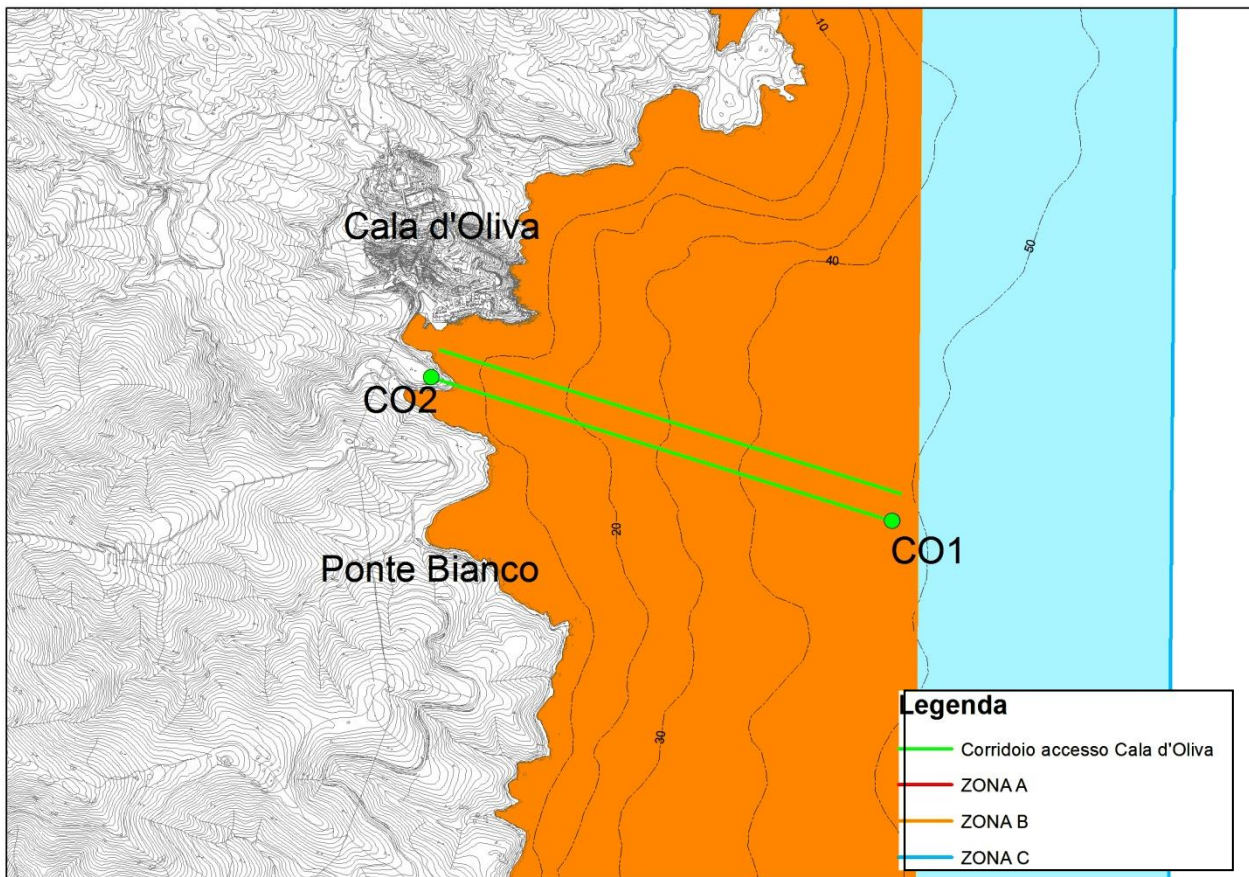 10
Cala d'Oliva
50
40
CO2
20
CO1
Ponte Bianco
30
Legenda
Corridoio accesso Cala d'Oliva
ZONA A
ZONA B
ZONA C